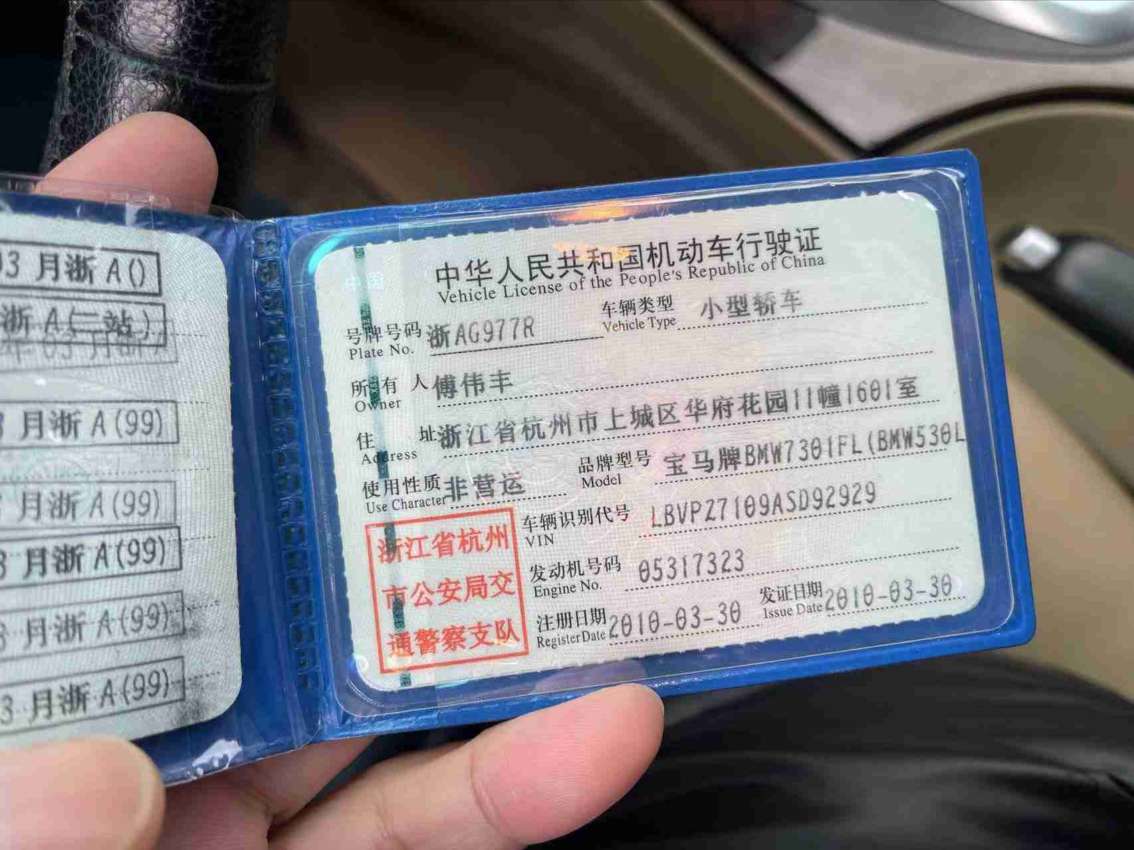 03 月浙 A()
浙 A(二站)
03 月浙 A
3 月浙 A(99)
月浙 A(99)
3 月浙 A(99)
3 月浙 A(99)
3 月浙 A(99)
中华人民共和国机动车行驶证
Vehicle License of the People's Republic of China
号牌号码 浙AG977R 车辆类型 小型轿车
Plate No. Vehicle Type
所有人 傅伟丰
Owner
住址 浙江省杭州市上城区华府花园11幢1601室
Address
使用性质 非营运 品牌型号 宝马牌BMW7301FL(BMW530L
Use Character Model
浙江省杭州
市公安局交
通警察支队
车辆识别代号 LBVPZ7109ASD92929
VIN
发动机号码 05317323
Engine No.
注册日期 2010-03-30 发证日期 2010-03-30
Register Date Issue Date